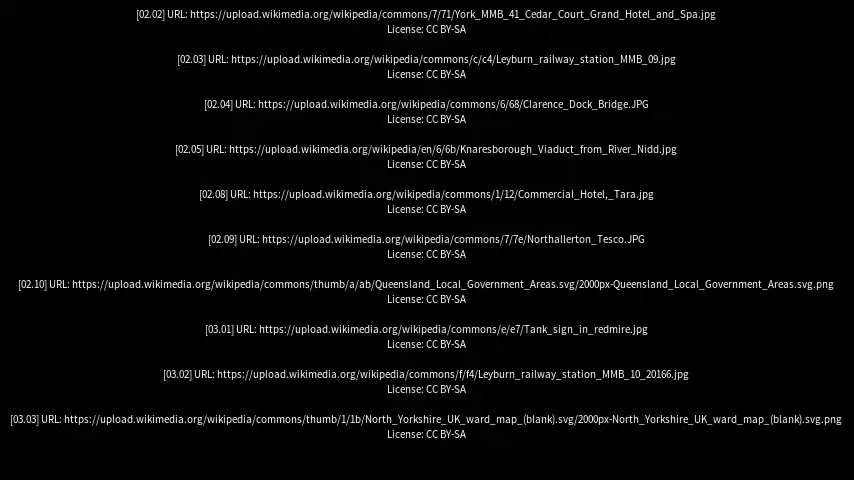 [02.02] URL: https://upload.wikimedia.org/wikipedia/commons/7/71/York_MMB_41_Cedar_Court_Grand_Hotel_and_Spa.jpg
License: CC BY-SA
[02.03] URL: https://upload.wikimedia.org/wikipedia/commons/c/c4/Leyburn_railway_station_MMB_09.jpg
License: CC BY-SA
[02.04] URL: https://upload.wikimedia.org/wikipedia/commons/6/68/Clarence_Dock_Bridge.JPG
License: CC BY-SA
[02.05] URL: https://upload.wikimedia.org/wikipedia/en/6/6b/Knaresborough_Viaduct_from_River_Nidd.jpg
License: CC BY-SA
[02.08] URL: https://upload.wikimedia.org/wikipedia/commons/1/12/Commercial_Hotel,_Tara.jpg
License: CC BY-SA
[02.09] URL: https://upload.wikimedia.org/wikipedia/commons/7/7e/Northallerton_Tesco.JPG
License: CC BY-SA
[02.10] URL: https://upload.wikimedia.org/wikipedia/commons/thumb/a/ab/Queensland_Local_Government_Areas.svg/2000px-Queensland_Local_Government_Areas.svg.png
License: CC BY-SA
[03.01] URL: https://upload.wikimedia.org/wikipedia/commons/e/e7/Tank_sign_in_redmire.jpg
License: CC BY-SA
[03.02] URL: https://upload.wikimedia.org/wikipedia/commons/f/f4/Leyburn_railway_station_MMB_10_20166.jpg
License: CC BY-SA
[03.03] URL: https://upload.wikimedia.org/wikipedia/commons/thumb/1/1b/North_Yorkshire_UK_ward_map_(blank).svg/2000px-North_Yorkshire_UK_ward_map_(blank).svg.png
License: CC BY-SA